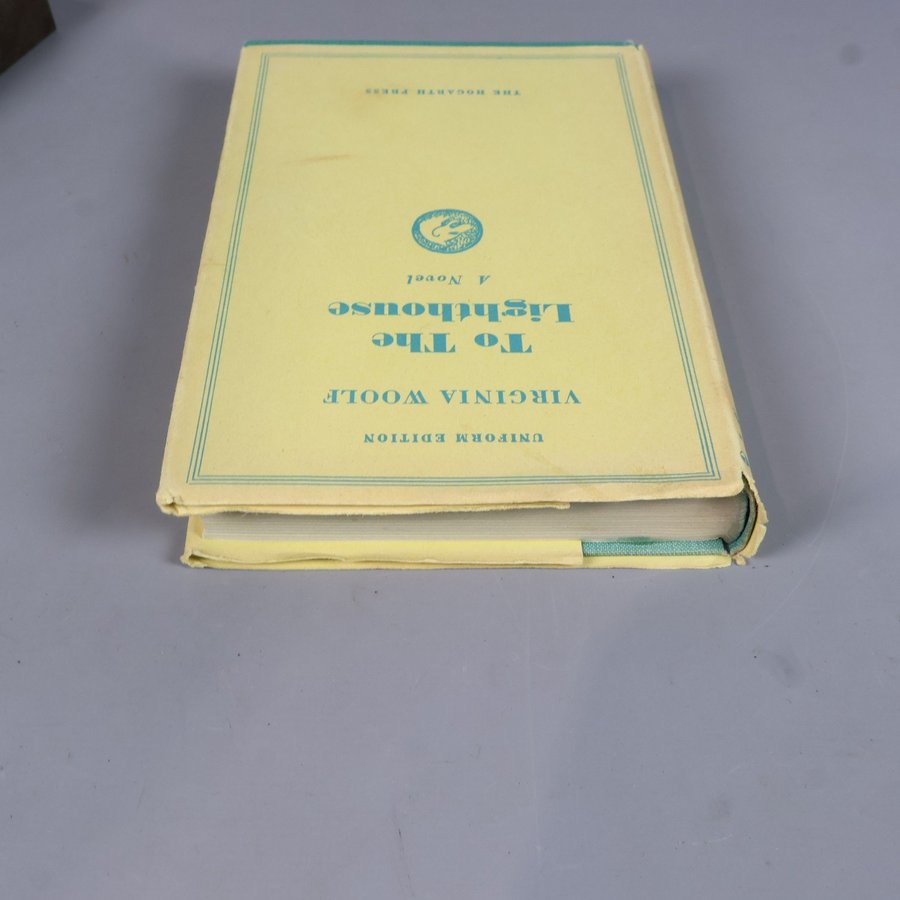 UNIFORM EDITION
VIRGINIA WOOLF
To The
Lighthouse
A Novel
THE HOGARTH PRESS